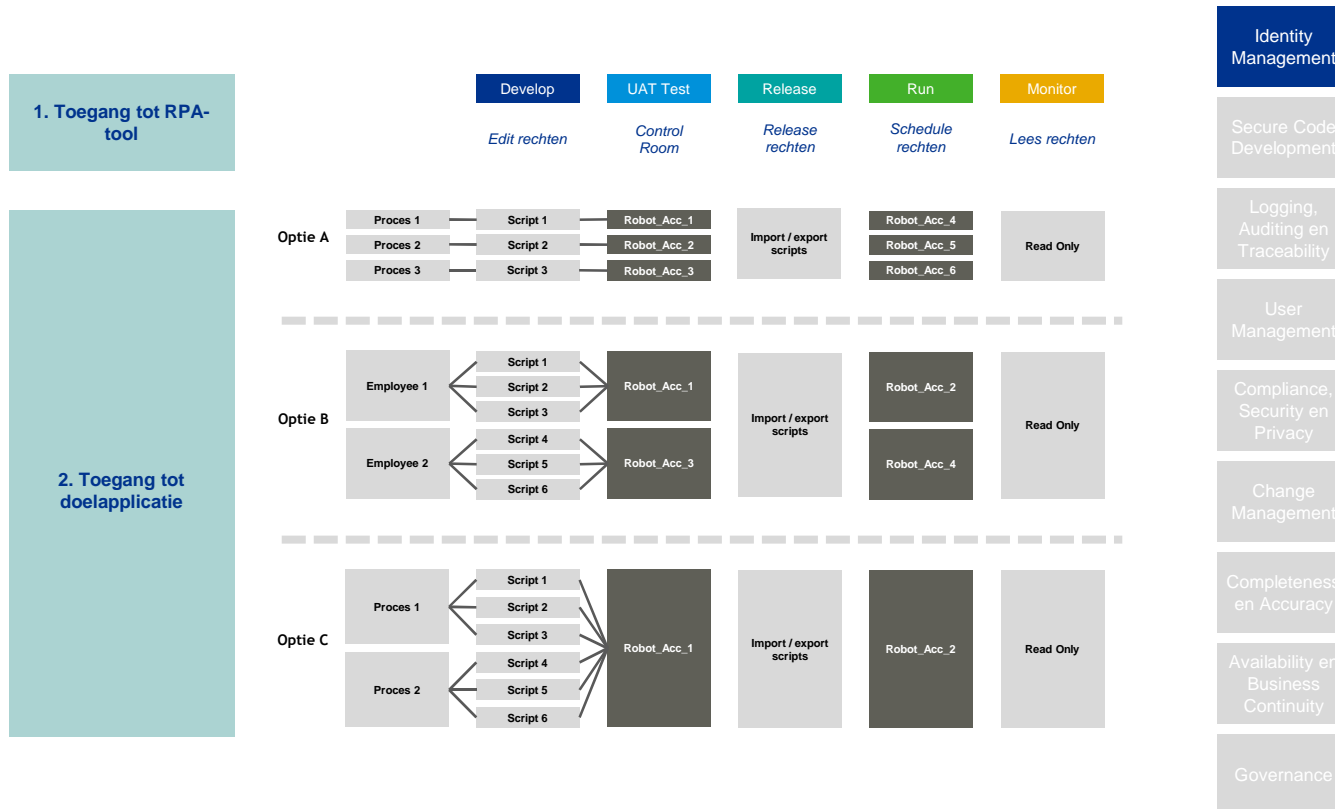 1. Toegang tot RPA-
tool
Develop
UAT Test
Release
Run
Monitor
Edit rechten
Control
Room
Release
rechten
Schedule
rechten
Lees rechten
2. Toegang tot
doelapplicatie
Optie A
Proces 1
Script 1
Robot_Acc_1
Proces 2
Script 2
Robot_Acc_2
Proces 3
Script 3
Robot_Acc_3
Import / export
scripts
Robot_Acc_4
Robot_Acc_5
Robot_Acc_6
Read Only
Optie B
Employee 1
Script 1
Script 2
Script 3
Robot_Acc_1
Employee 2
Script 4
Script 5
Script 6
Robot_Acc_3
Import / export
scripts
Robot_Acc_2
Robot_Acc_4
Read Only
Optie C
Proces 1
Script 1
Script 2
Script 3
Proces 2
Script 4
Script 5
Script 6
Robot_Acc_1
Import / export
scripts
Robot_Acc_2
Read Only
Identity
Management
Secure Code
Development
Logging,
Auditing en
Traceability
User
Management
Compliance,
Security en
Privacy
Change
Management
Completeness
en Accuracy
Availability en
Business
Continuity
Governance